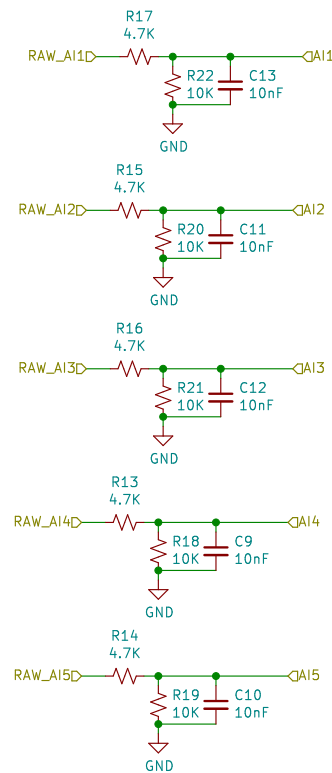 R17
4.7K
RAW_AI1
AI1
R22
10K
C13
10nF
GND
R15
4.7K
RAW_AI2
AI2
R20
10K
C11
10nF
GND
R16
4.7K
RAW_AI3
AI3
R21
10K
C12
10nF
GND
R13
4.7K
RAW_AI4
AI4
R18
10K
C9
10nF
GND
R14
4.7K
RAW_AI5
AI5
R19
10K
C10
10nF
GND